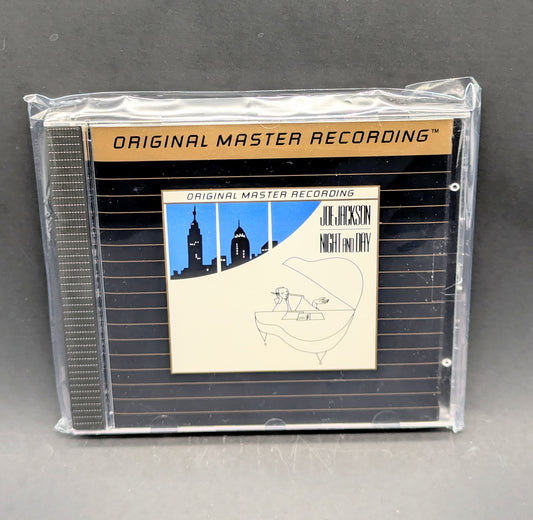 ORIGINAL MASTER RECORDING™
ORIGINAL MASTER RECORDING
JOE JACKSON
NIGHT AND DAY